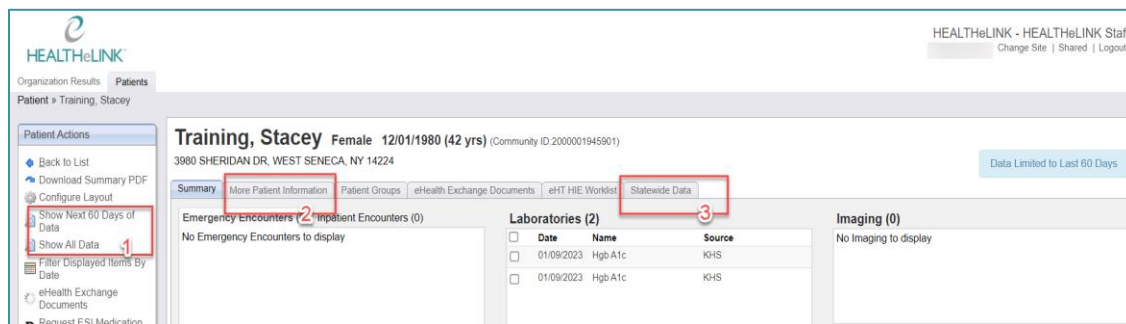 HEALTHeLINK
HEALTHeLINK - HEALTHeLINK Staf
Change Site | Shared | Logout
Organization Results Patients
Patient » Training, Stacey
Patient Actions
Back to List
Download Summary PDF
Configure Layout
Show Next 60 Days of
Data
1
Show All Data
Filter Displayed Items By
Date
eHealth Exchange
Documents
Request ESI Medication
Training, Stacey Female 12/01/1980 (42 yrs) (Community ID:2000001945901)
3980 SHERIDAN DR, WEST SENECA, NY 14224
Data Limited to Last 60 Days
Summary More Patient Information Patient Groups eHealth Exchange Documents eHT HIE Worklist Statewide Data
2
3
Emergency Encounters Inpatient Encounters (0)
No Emergency Encounters to display
Laboratories (2)
Date Name Source
01/09/2023 Hgb A1c KHS
01/09/2023 Hgb A1c KHS
Imaging (0)
No Imaging to display